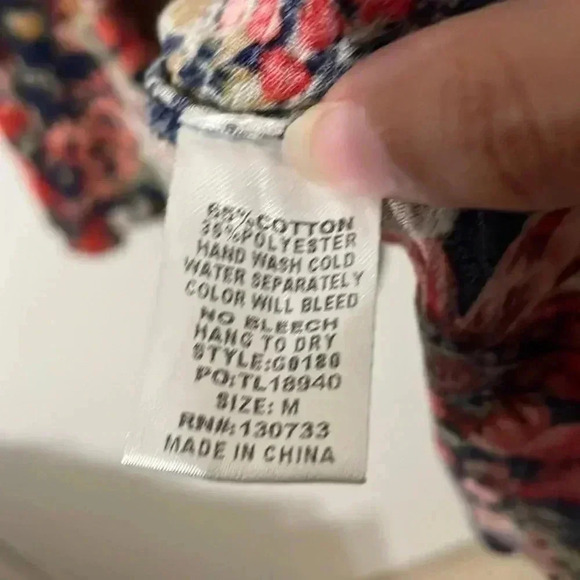 65%COTTON
35%POLYESTER
HAND WASH COLD
WATER SEPARATELY
COLOR WILL BLEED
NO BLEECH
HANG TO DRY
STYLE:G0180
PO:TL18940
SIZE: M
RN#:130733
MADE IN CHINA